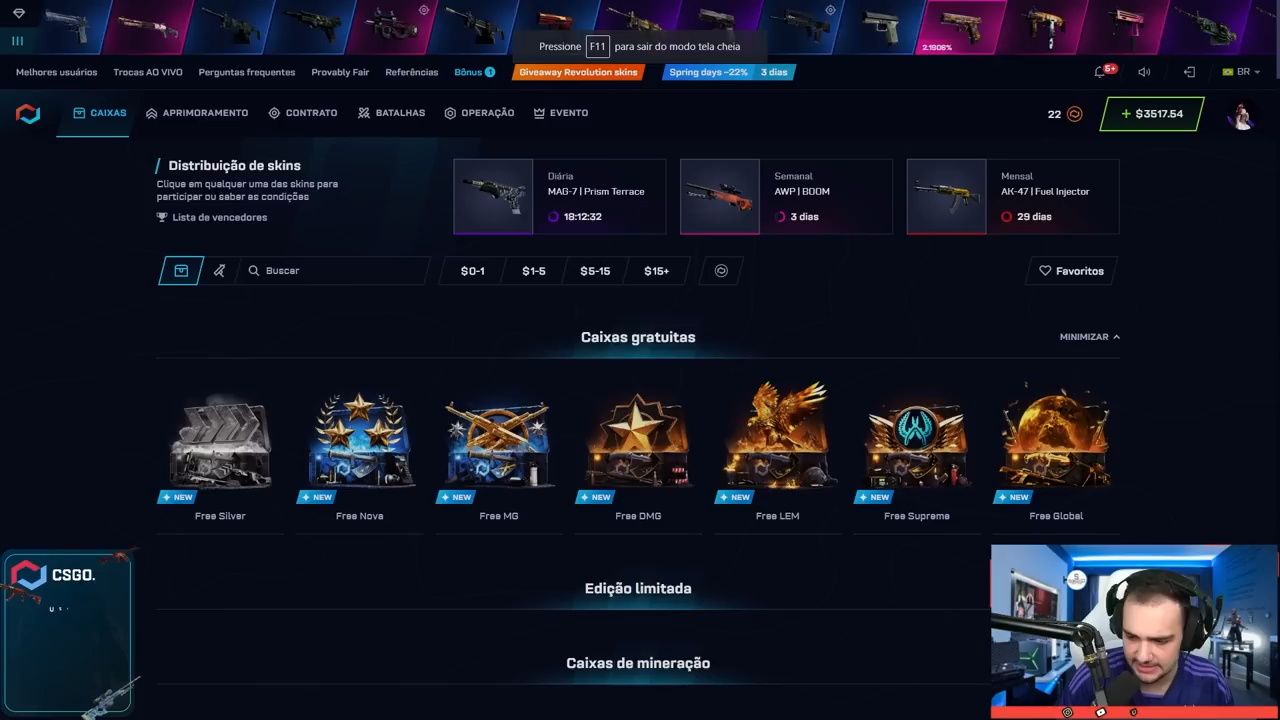 2.1906%
Pressione F11 para sair do modo tela cheia
Melhores usuários Trocas AO VIVO Perguntas frequentes Provably Fair Referências Bônus 1 Giveaway Revolution skins Spring days -22% 3 dias 5+ BR
CAIXAS APRIMORAMENTO CONTRATO BATALHAS OPERAÇÃO EVENTO 22 + $3517.54
Distribuição de skins
Clique em qualquer uma das skins para
participar ou saber as condições
Lista de vencedores
Diária
MAG-7 | Prism Terrace
18:12:32
Semanal
AWP | BOOM
3 dias
Mensal
AK-47 | Fuel Injector
29 dias
Buscar $0-1 $1-5 $5-15 $15+ Favoritos
Caixas gratuitas MINIMIZAR
NEW NEW NEW NEW NEW NEW NEW
Free Silver Free Nova Free MG Free DMG Free LEM Free Supreme Free Global
Edição limitada
Caixas de mineração
CSGO.